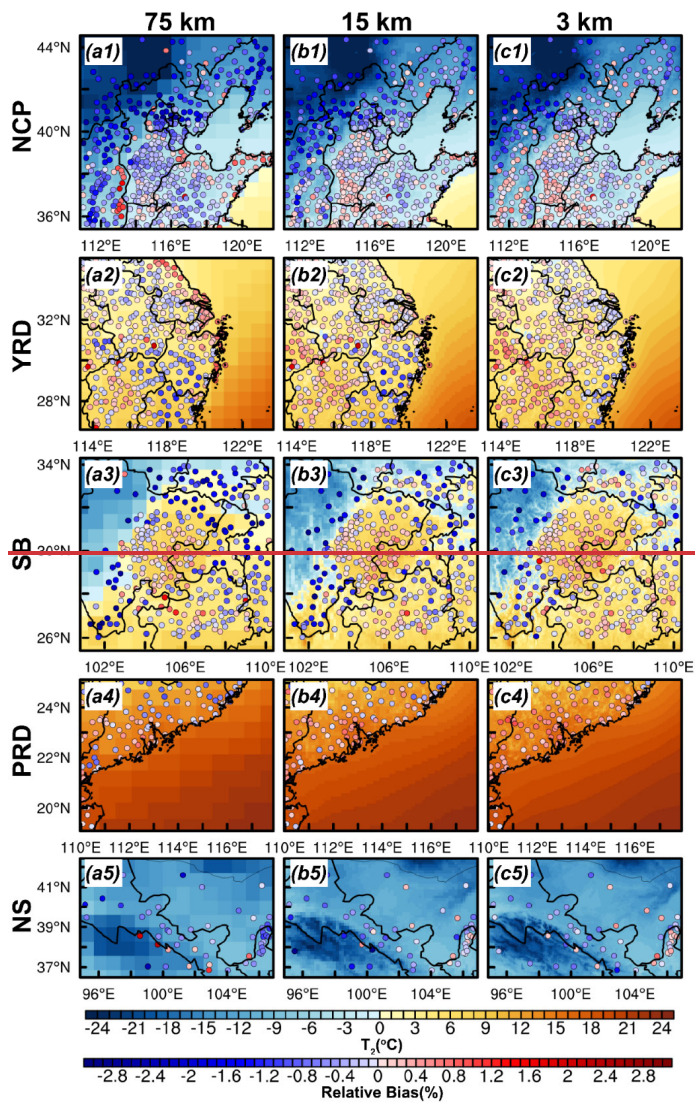 75 km 15 km 3 km
NCP
(a1) (b1) (c1)
44°N
40°N
36°N
112°E 116°E 120°E 112°E 116°E 120°E 112°E 116°E 120°E
YRD
(a2) (b2) (c2)
32°N
28°N
114°E 118°E 122°E 114°E 118°E 122°E 114°E 118°E 122°E
SB
(a3) (b3) (c3)
34°N
30°N
26°N
102°E 106°E 110°E 102°E 106°E 110°E 102°E 106°E 110°E
PRD
(a4) (b4) (c4)
24°N
22°N
20°N
110°E 112°E 114°E 116°E 110°E 112°E 114°E 116°E 110°E 112°E 114°E 116°E
NS
(a5) (b5) (c5)
41°N
39°N
37°N
96°E 100°E 104°E 96°E 100°E 104°E 96°E 100°E 104°E
-24 -21 -18 -15 -12 -9 -6 -3 0 3 6 9 12 15 18 21 24
T2(°C)
-2.8 -2.4 -2 -1.6 -1.2 -0.8 -0.4 0 0.4 0.8 1.2 1.6 2 2.4 2.8
Relative Bias(%)